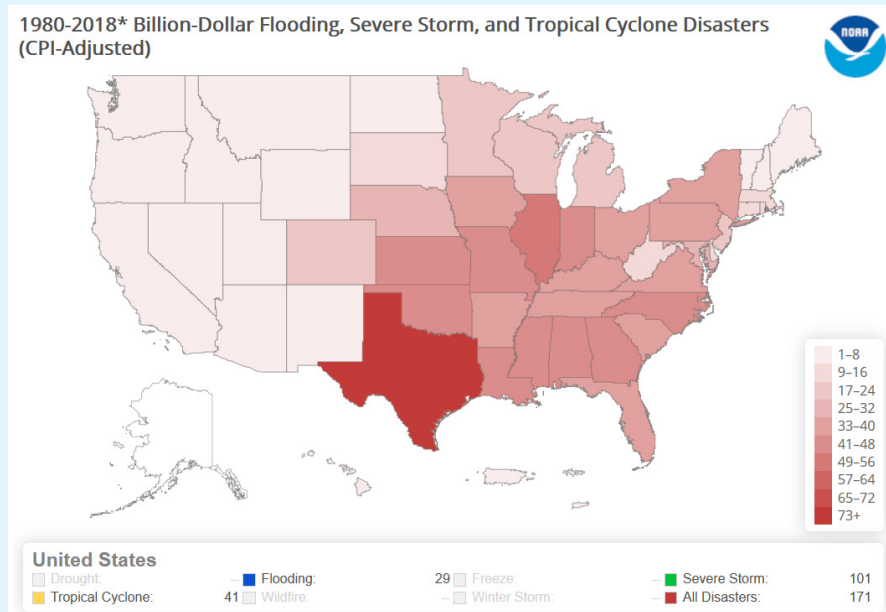 1980-2018* Billion-Dollar Flooding, Severe Storm, and Tropical Cyclone Disasters
(CPI-Adjusted)
NOAA
1–8
9–16
17–24
25–32
33–40
41–48
49–56
57–64
65–72
73+
United States
Drought: -- Flooding: 29 Freeze: -- Severe Storm: 101
Tropical Cyclone: 41 Wildfire: -- Winter Storm: -- All Disasters: 171